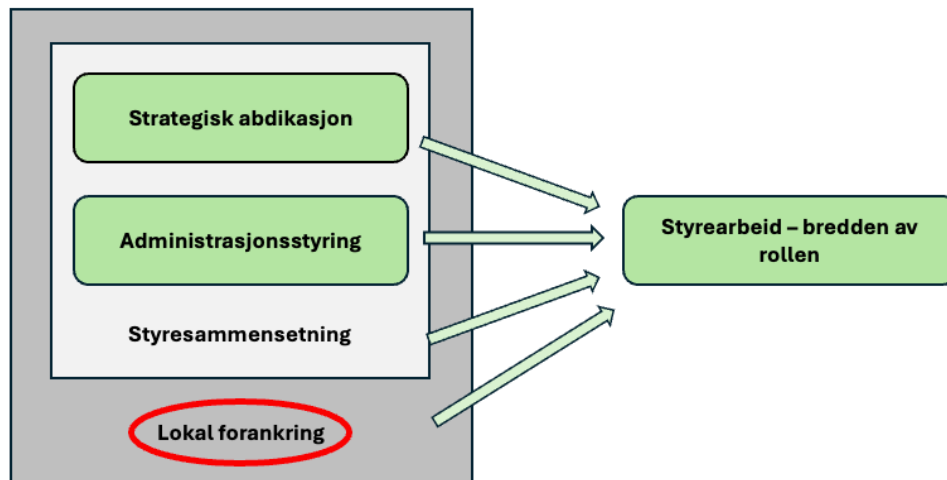 Strategisk abdikasjon
Administrasjonsstyring
Styresammensetning
Lokal forankring
Styrearbeid – bredden av
rollen